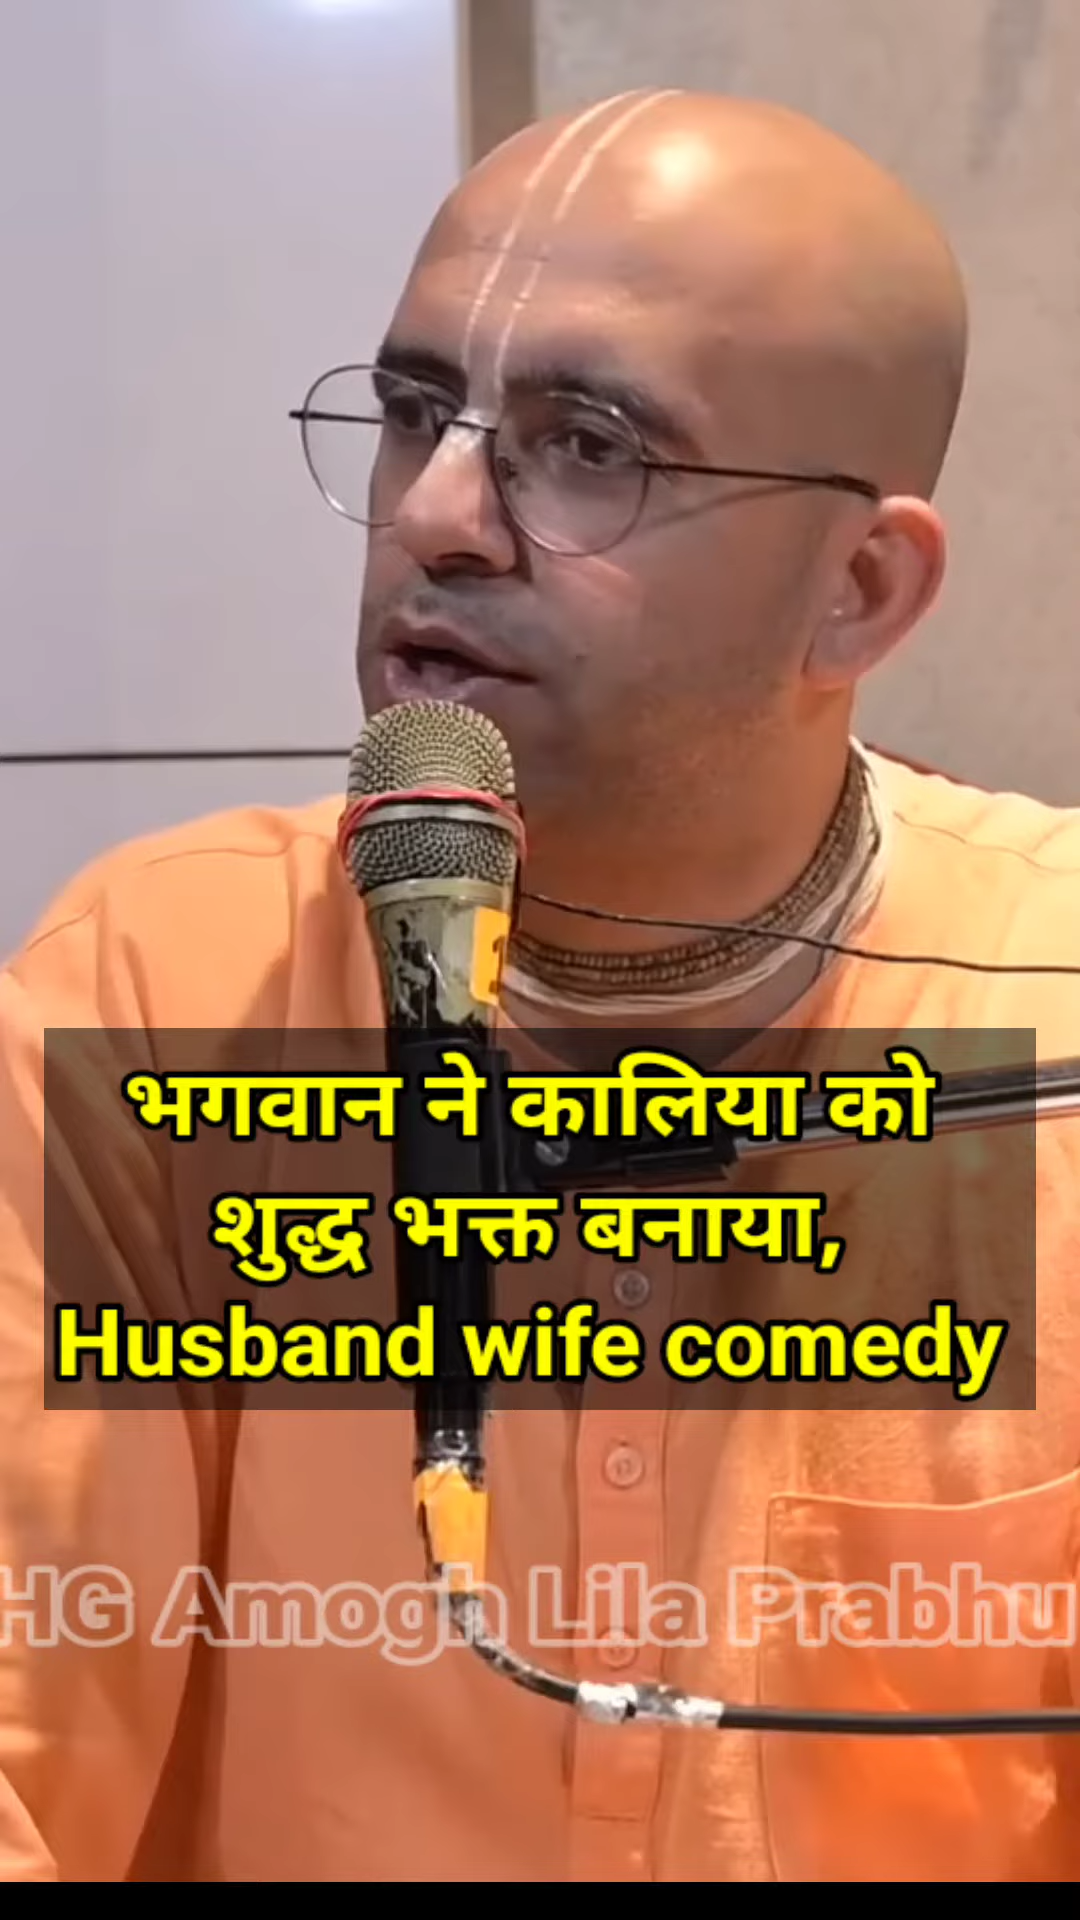 भगवान ने कालिया को
शुद्ध भक्त बनाया,
Husband wife comedy
HG Amogh Lila Prabhu